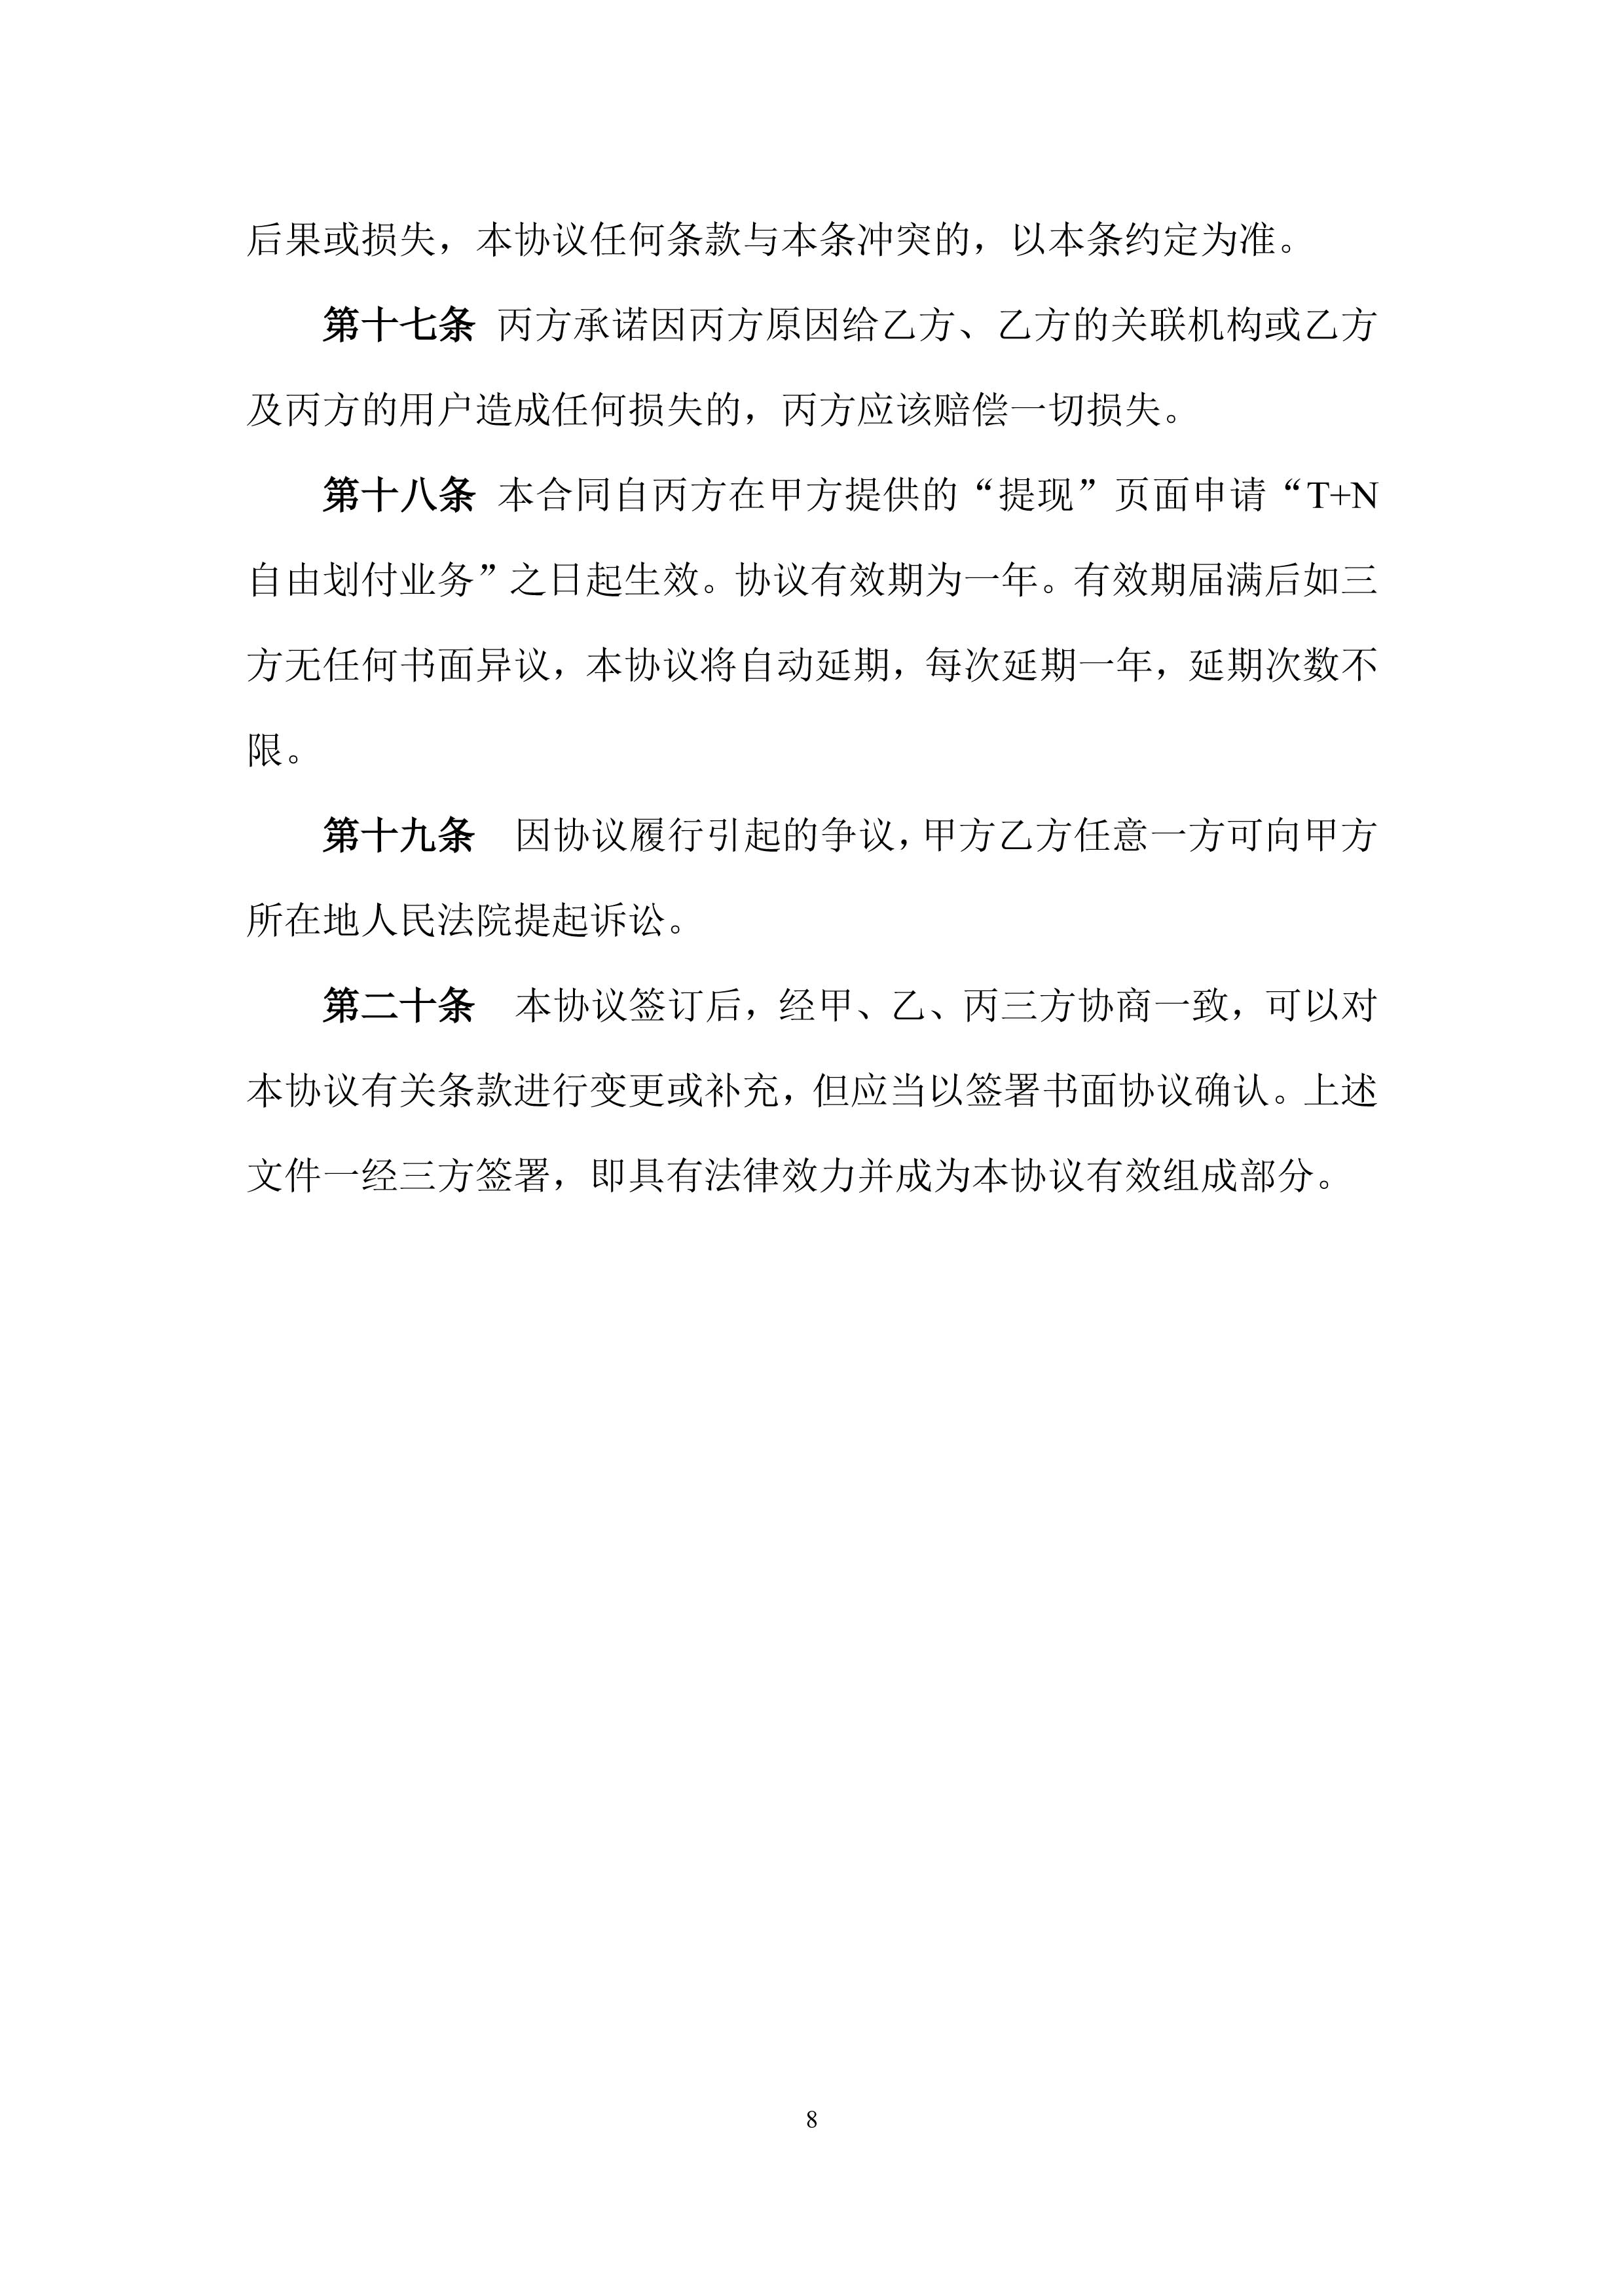 后果或损失，本协议任何条款与本条冲突的，以本条约定为准。
第十七条 丙方承诺因丙方原因给乙方、乙方的关联机构或乙方
及丙方的用户造成任何损失的，丙方应该赔偿一切损失。
第十八条 本合同自丙方在甲方提供的“提现”页面申请“T+N
自由划付业务”之日起生效。协议有效期为一年。有效期届满后如三
方无任何书面异议，本协议将自动延期，每次延期一年，延期次数不
限。
第十九条　因协议履行引起的争议，甲方乙方任意一方可向甲方
所在地人民法院提起诉讼。
第二十条　本协议签订后，经甲、乙、丙三方协商一致，可以对
本协议有关条款进行变更或补充，但应当以签署书面协议确认。上述
文件一经三方签署，即具有法律效力并成为本协议有效组成部分。
8